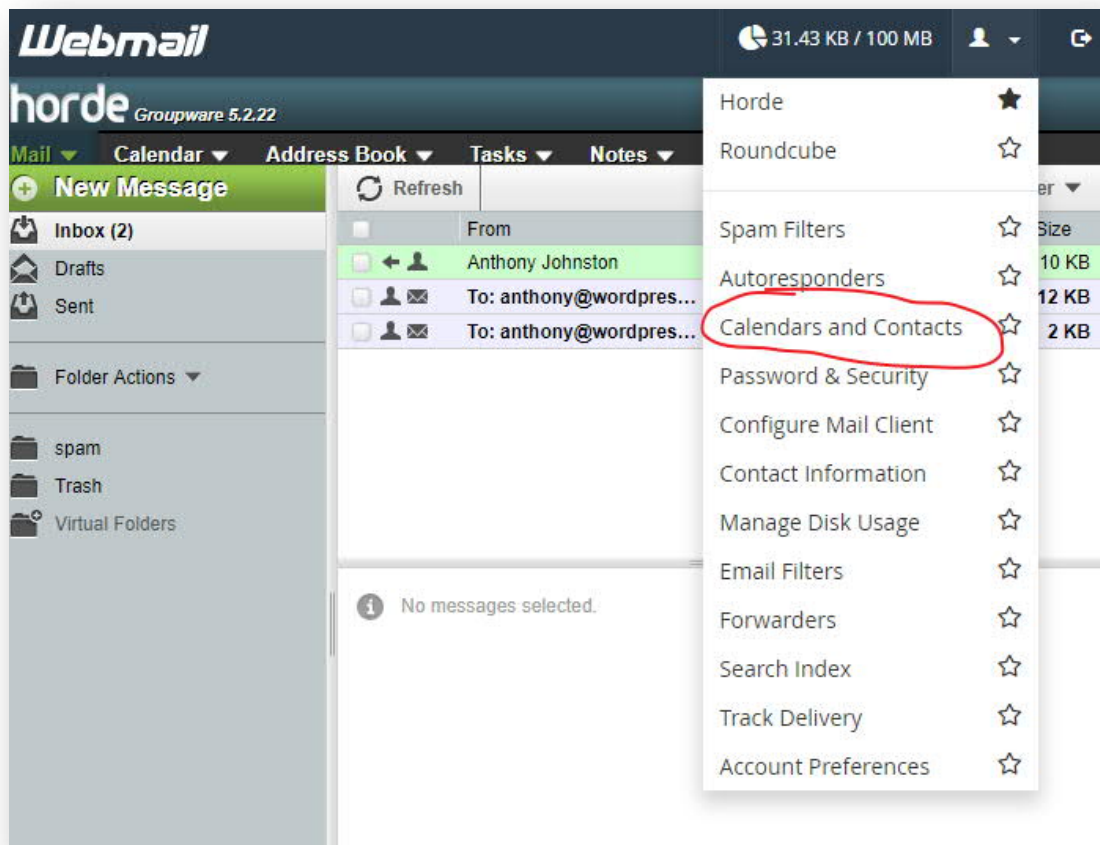 Webmail
31.43 KB / 100 MB
horde Groupware 5.2.22
Mail Calendar Address Book Tasks Notes
New Message
Refresh
er
Inbox (2)
Drafts
Sent
Folder Actions
spam
Trash
Virtual Folders
From Size
Anthony Johnston 10 KB
To: anthony@wordpres... 12 KB
To: anthony@wordpres... 2 KB
No messages selected.
Horde
Roundcube
Spam Filters
Autoresponders
Calendars and Contacts
Password & Security
Configure Mail Client
Contact Information
Manage Disk Usage
Email Filters
Forwarders
Search Index
Track Delivery
Account Preferences